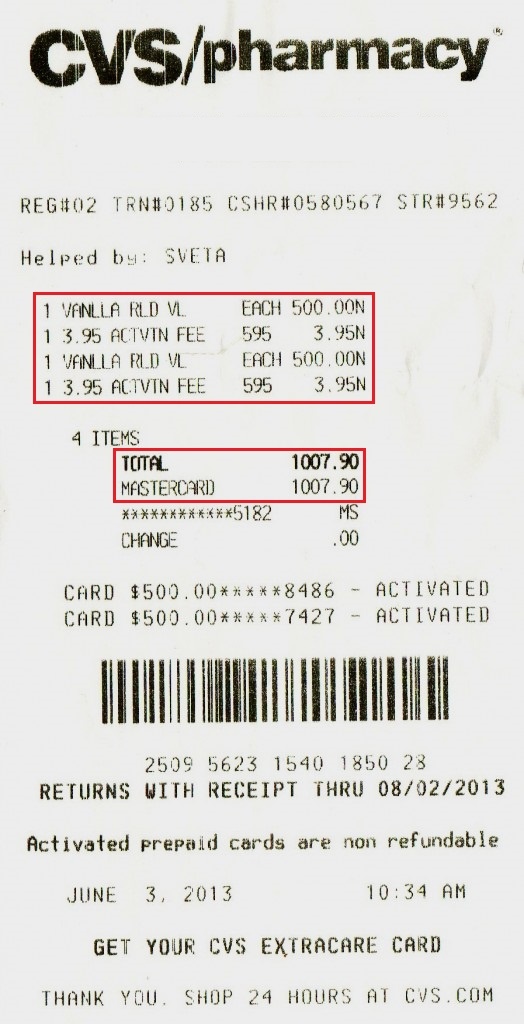 CVS/pharmacy®
REG#02 TRN#0185 CSHR#0580567 STR#9562
Helped by: SVETA
1 VANLLA RLD VL EACH 500.00N
1 3.95 ACTVTN FEE 595 3.95N
1 VANLLA RLD VL EACH 500.00N
1 3.95 ACTVTN FEE 595 3.95N
4 ITEMS
TOTAL 1007.90
MASTERCARD 1007.90
************5182 MS
CHANGE .00
CARD $500.00*****8486 - ACTIVATED
CARD $500.00*****7427 - ACTIVATED
2509 5623 1540 1850 28
RETURNS WITH RECEIPT THRU 08/02/2013
Activated prepaid cards are non refundable
JUNE 3, 2013 10:34 AM
GET YOUR CVS EXTRACARE CARD
THANK YOU. SHOP 24 HOURS AT CVS.COM